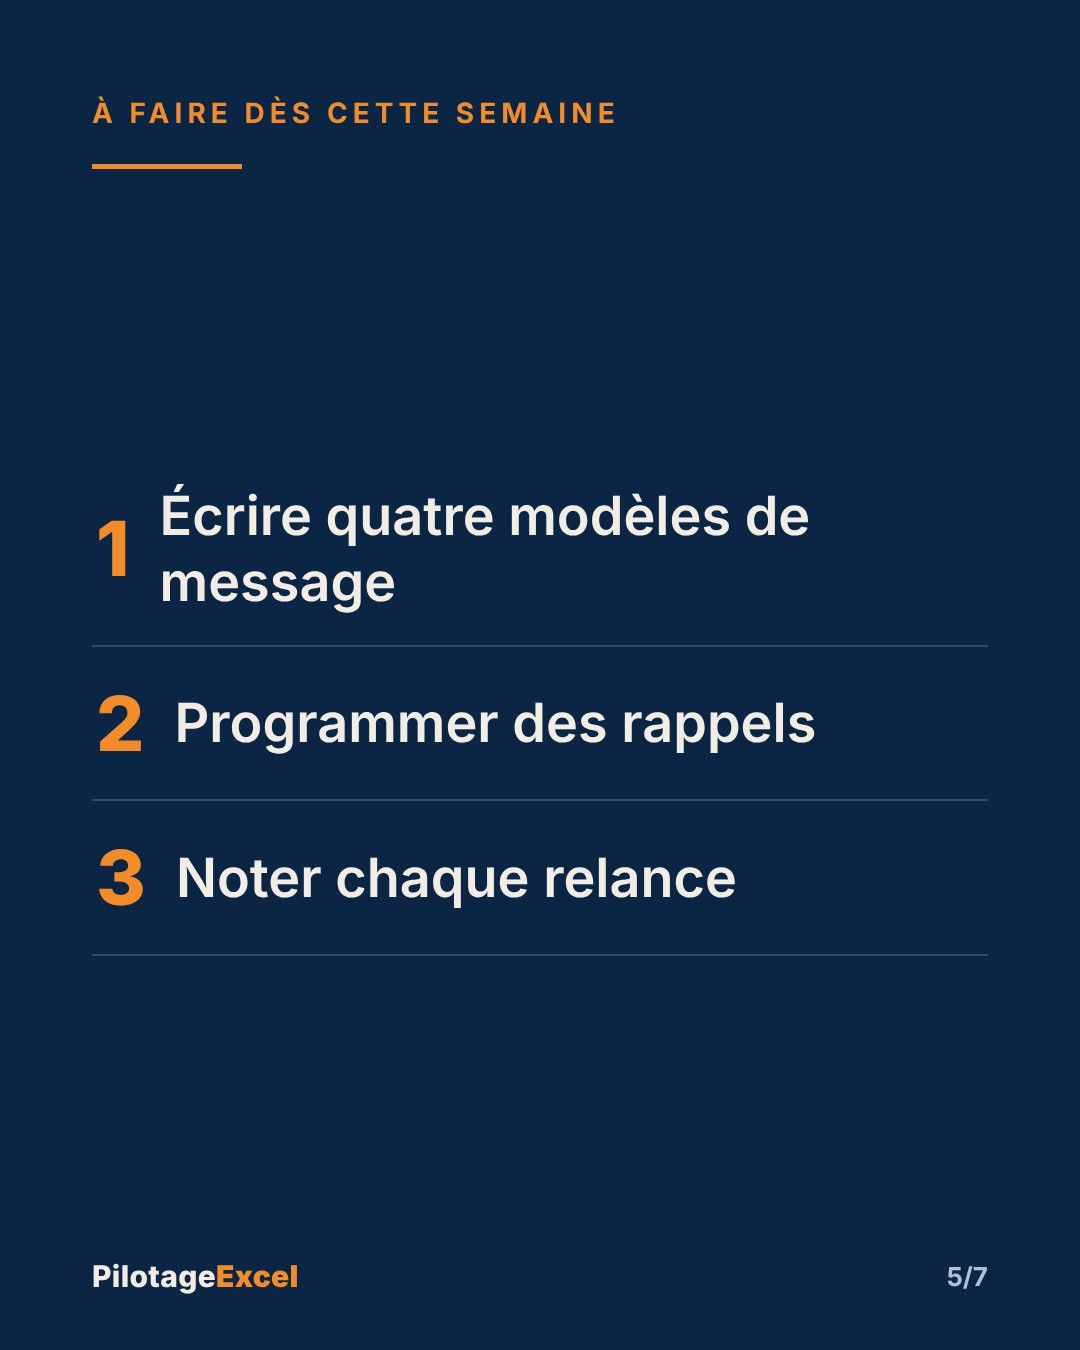 À FAIRE DÈS CETTE SEMAINE
1 Écrire quatre modèles de
message
2 Programmer des rappels
3 Noter chaque relance
PilotageExcel
5/7